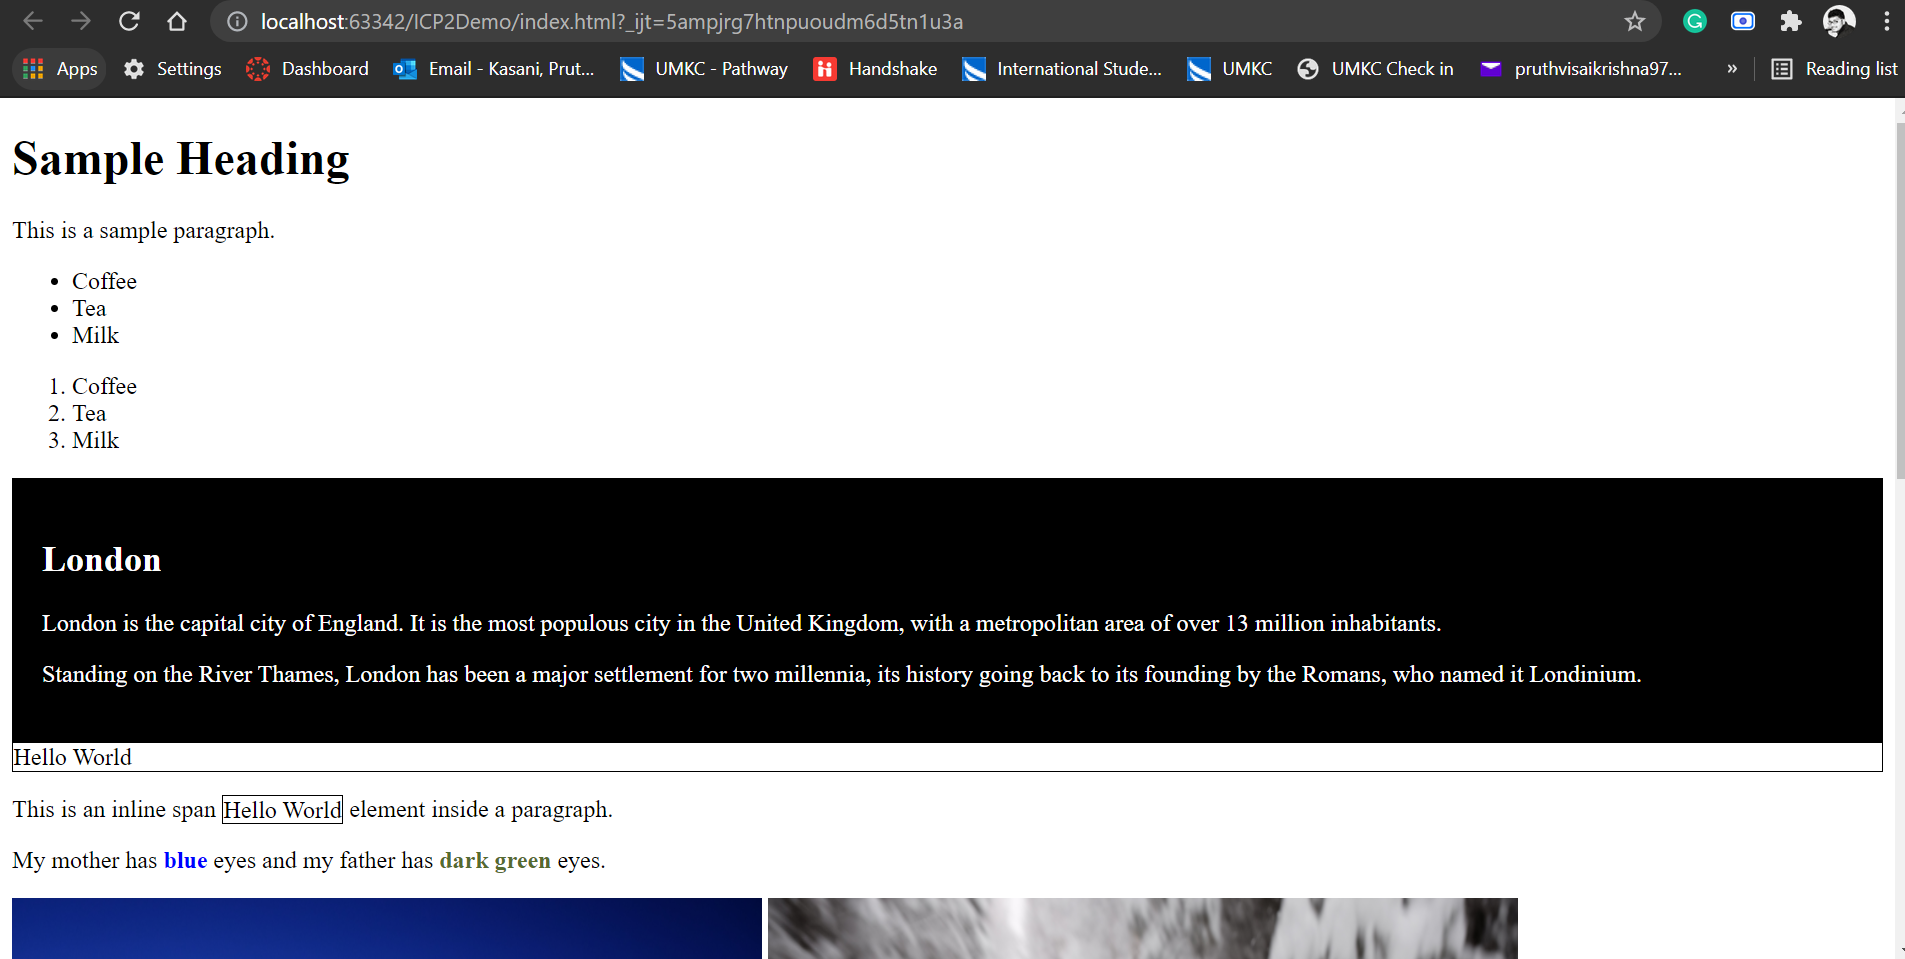 localhost:63342/ICP2Demo/index.html?_ijt=5ampjrg7htnpuoudm6d5tn1u3a
Apps Settings Dashboard Email - Kasani, Prut... UMKC - Pathway Handshake International Stude... UMKC UMKC Check in pruthvisaikrishna97... » Reading list
Sample Heading
This is a sample paragraph.
• Coffee
• Tea
• Milk
1. Coffee
2. Tea
3. Milk
London
London is the capital city of England. It is the most populous city in the United Kingdom, with a metropolitan area of over 13 million inhabitants.
Standing on the River Thames, London has been a major settlement for two millennia, its history going back to its founding by the Romans, who named it Londinium.
Hello World
This is an inline span Hello World element inside a paragraph.
My mother has blue eyes and my father has dark green eyes.